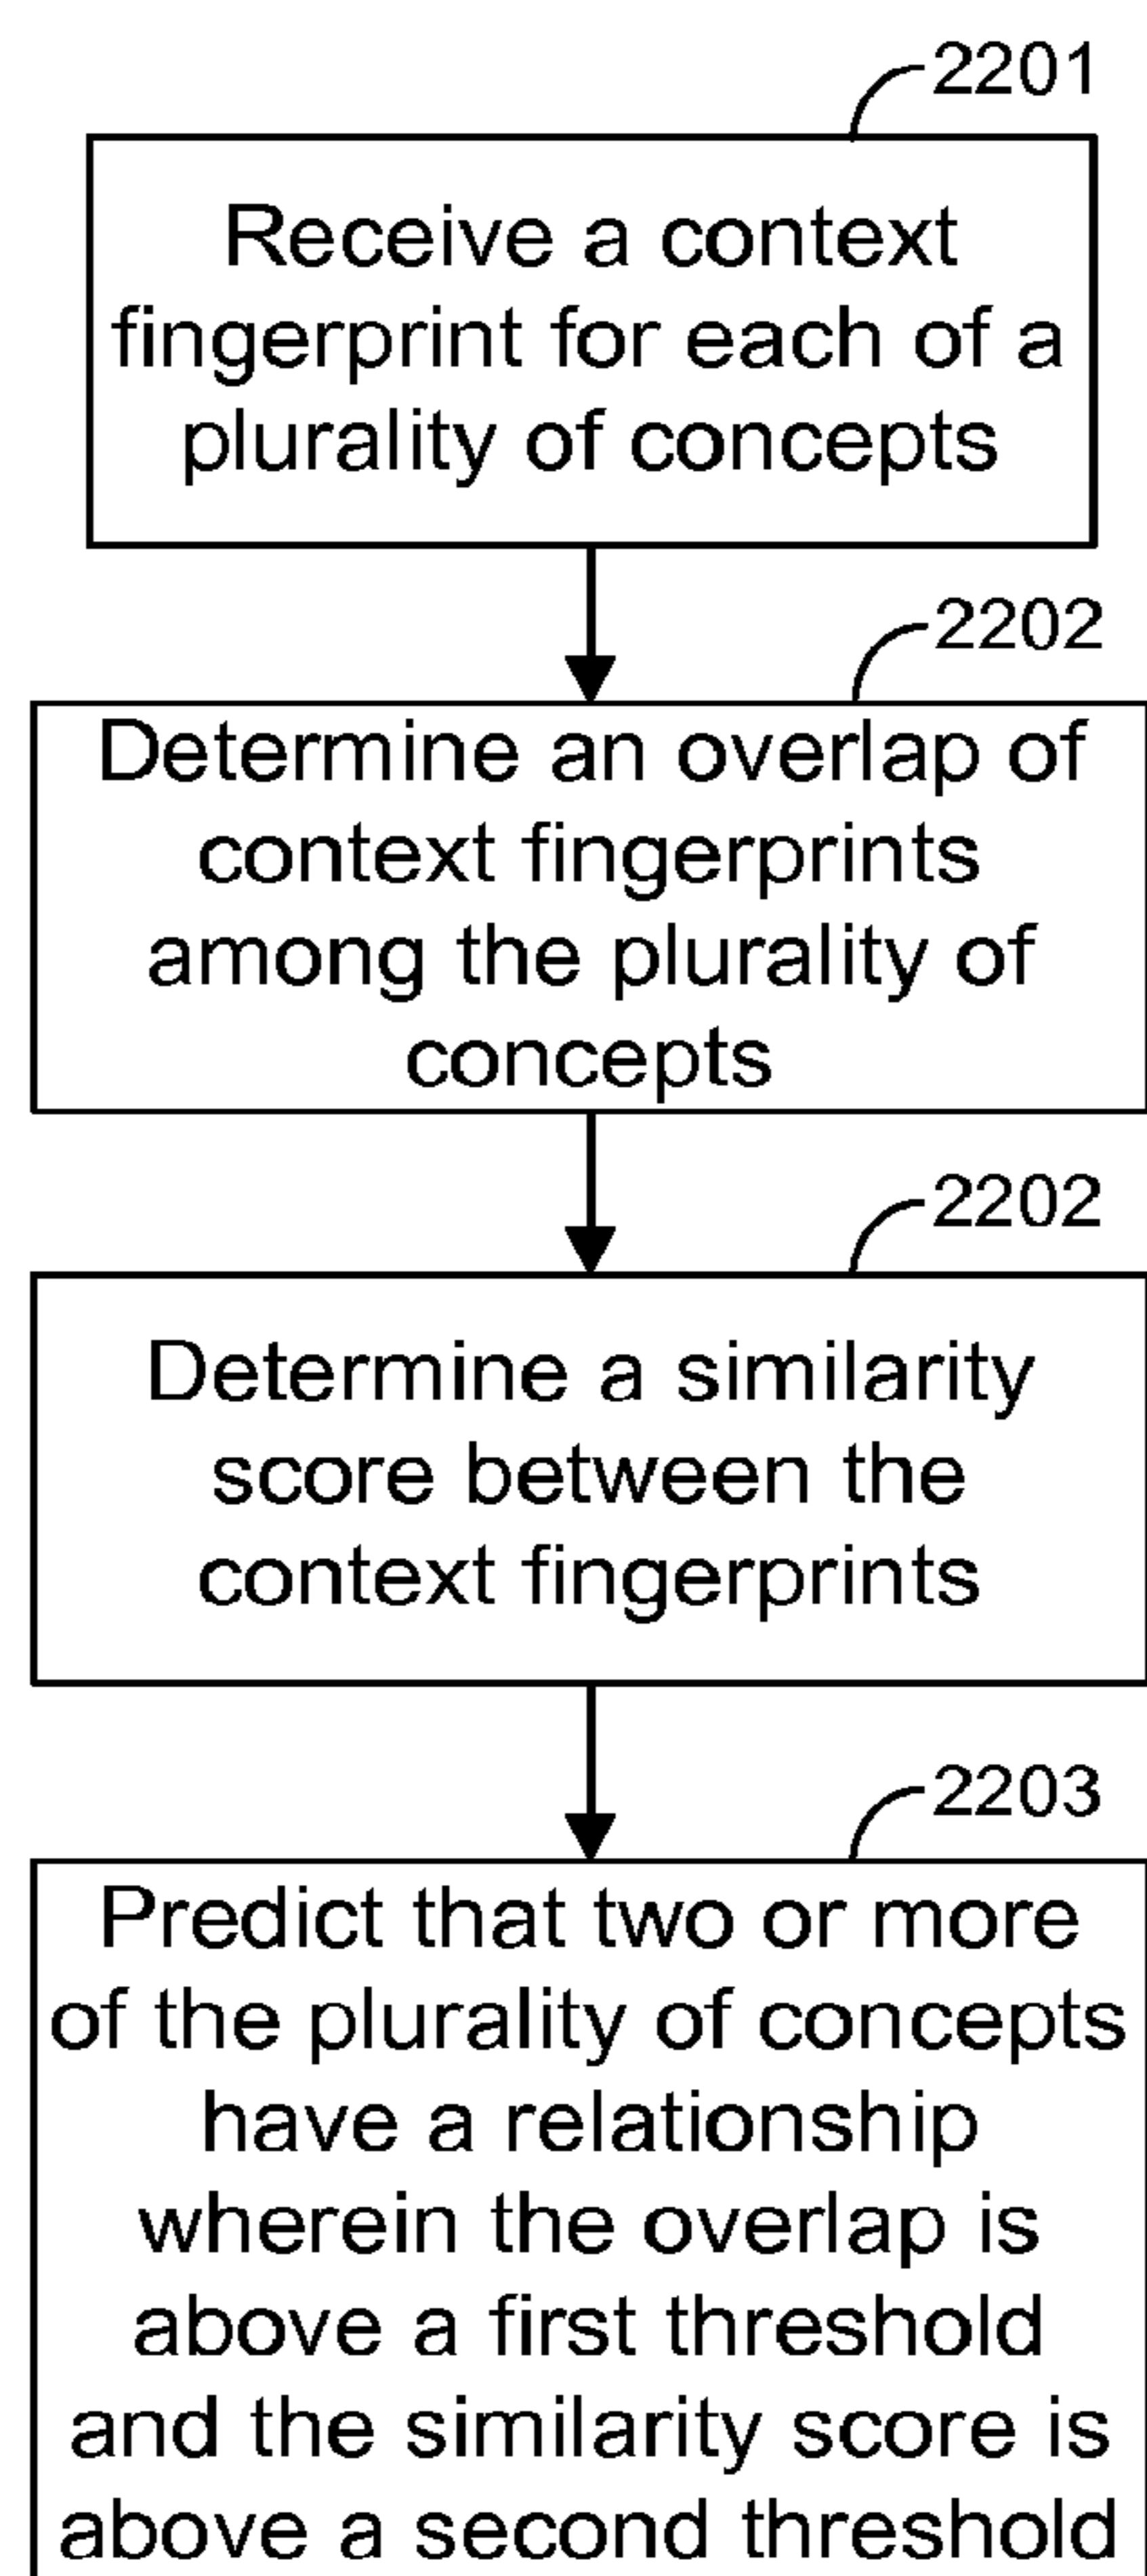 2201
Receive a context
fingerprint for each of a
plurality of concepts
2202
Determine an overlap of
context fingerprints
among the plurality of
concepts
2202
Determine a similarity
score between the
context fingerprints
2203
Predict that two or more
of the plurality of concepts
have a relationship
wherein the overlap is
above a first threshold
and the similarity score is
above a second threshold